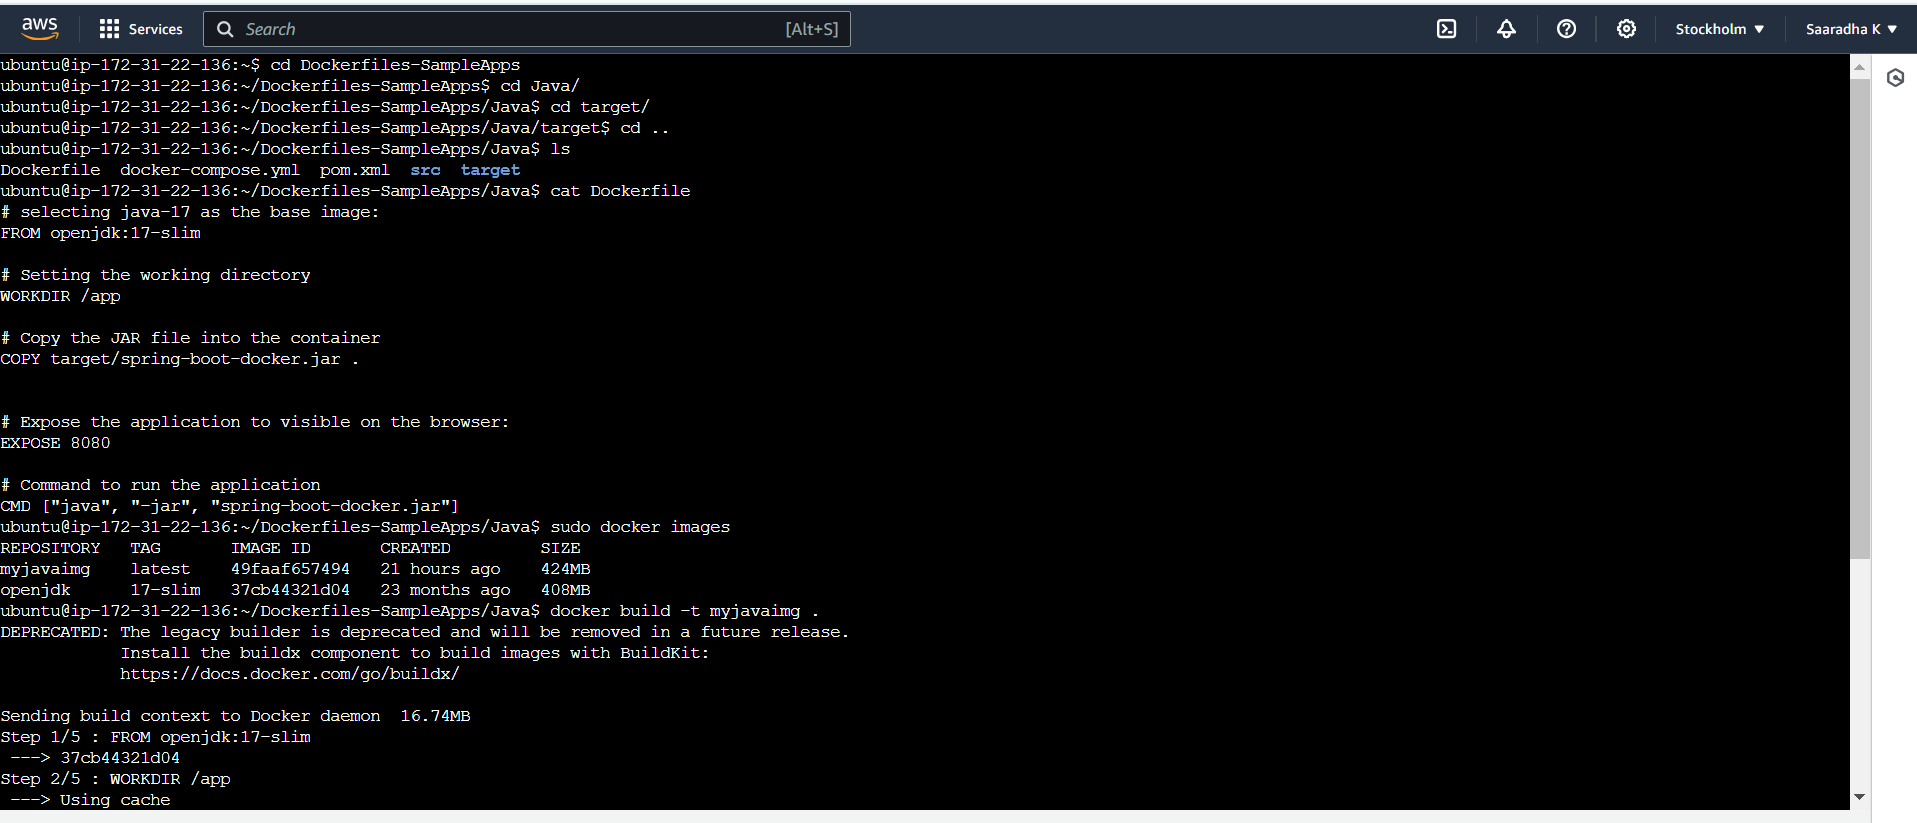 aws
Services
Search [Alt+S]
Stockholm
Saaradha K
ubuntu@ip-172-31-22-136:~$ cd Dockerfiles-SampleApps
ubuntu@ip-172-31-22-136:~/Dockerfiles-SampleApps$ cd Java/
ubuntu@ip-172-31-22-136:~/Dockerfiles-SampleApps/Java$ cd target/
ubuntu@ip-172-31-22-136:~/Dockerfiles-SampleApps/Java/target$ cd ..
ubuntu@ip-172-31-22-136:~/Dockerfiles-SampleApps/Java$ ls
Dockerfile  docker-compose.yml  pom.xml  src  target
ubuntu@ip-172-31-22-136:~/Dockerfiles-SampleApps/Java$ cat Dockerfile
# selecting java-17 as the base image:
FROM openjdk:17-slim
# Setting the working directory
WORKDIR /app
# Copy the JAR file into the container
COPY target/spring-boot-docker.jar .
# Expose the application to visible on the browser:
EXPOSE 8080
# Command to run the application
CMD ["java", "-jar", "spring-boot-docker.jar"]
ubuntu@ip-172-31-22-136:~/Dockerfiles-SampleApps/Java$ sudo docker images
REPOSITORY   TAG       IMAGE ID       CREATED         SIZE
myjavaimg    latest    49faaf657494   21 hours ago    424MB
openjdk      17-slim   37cb44321d04   23 months ago   408MB
ubuntu@ip-172-31-22-136:~/Dockerfiles-SampleApps/Java$ docker build -t myjavaimg .
DEPRECATED: The legacy builder is deprecated and will be removed in a future release.
            Install the buildx component to build images with BuildKit:
            https://docs.docker.com/go/buildx/
Sending build context to Docker daemon  16.74MB
Step 1/5 : FROM openjdk:17-slim
 ---> 37cb44321d04
Step 2/5 : WORKDIR /app
 ---> Using cache